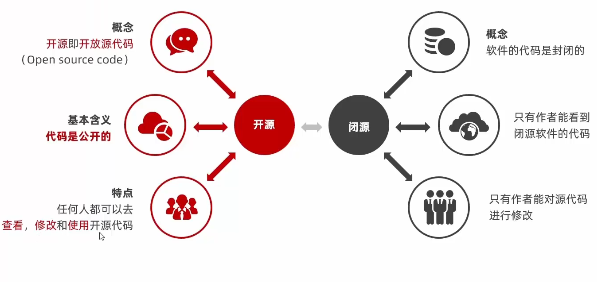 概念
开源即开放源代码
（Open source code）
基本含义
代码是公开的
特点
任何人都可以去
查看，修改和使用开源代码
开源
闭源
概念
软件的代码是封闭的
只有作者能看到
闭源软件的代码
只有作者能对源代码
进行修改